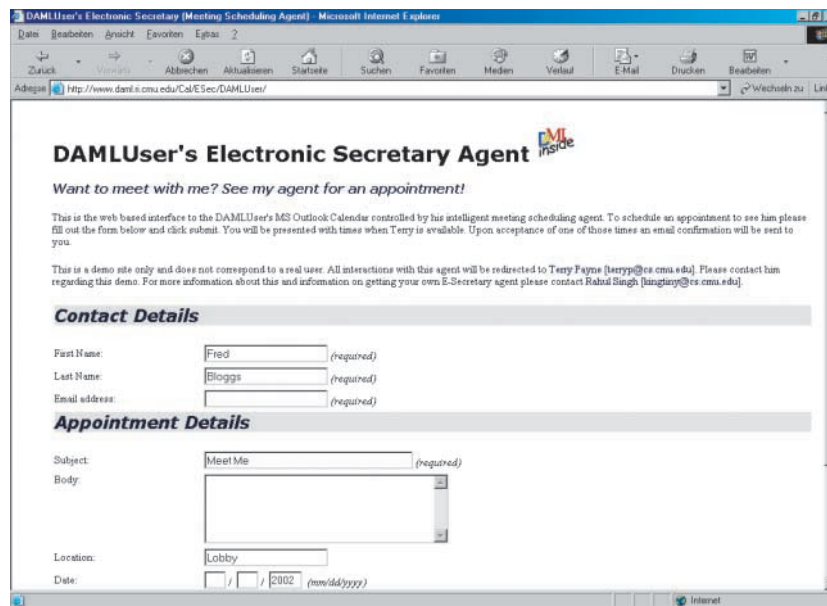 DAMLUser's Electronic Secretary (Meeting Scheduling Agent) - Microsoft Internet Explorer
Datei Bearbeiten Ansicht Favoriten Extras ?
Zurück Vorwärts Abbrechen Aktualisieren Startseite Suchen Favoriten Medien Verlauf E-Mail Drucken Bearbeiten
Adresse http://www.daml.ri.cmu.edu/Cal/ESec/DAMLUser/ Wechseln zu Lin
DAMLUser's Electronic Secretary Agent DAML inside
Want to meet with me? See my agent for an appointment!
This is the web based interface to the DAMLUser's MS Outlook Calendar controlled by his intelligent meeting scheduling agent. To schedule an appointment to see him please
fill out the form below and click submit. You will be presented with times when Terry is available. Upon acceptance of one of those times an email confirmation will be sent to
you.
This is a demo site only and does not correspond to a real user. All interactions with this agent will be redirected to Terry Payne [terryp@cs.cmu.edu]. Please contact him
regarding this demo. For more information about this and information on getting your own E-Secretary agent please contact Rahul Singh [kingtiny@cs.cmu.edu].
Contact Details
First Name: Fred (required)
Last Name: Bloggs (required)
Email address: (required)
Appointment Details
Subject: Meet Me (required)
Body:
Location: Lobby
Date: / / 2002 (mm/dd/yyyy)
Internet